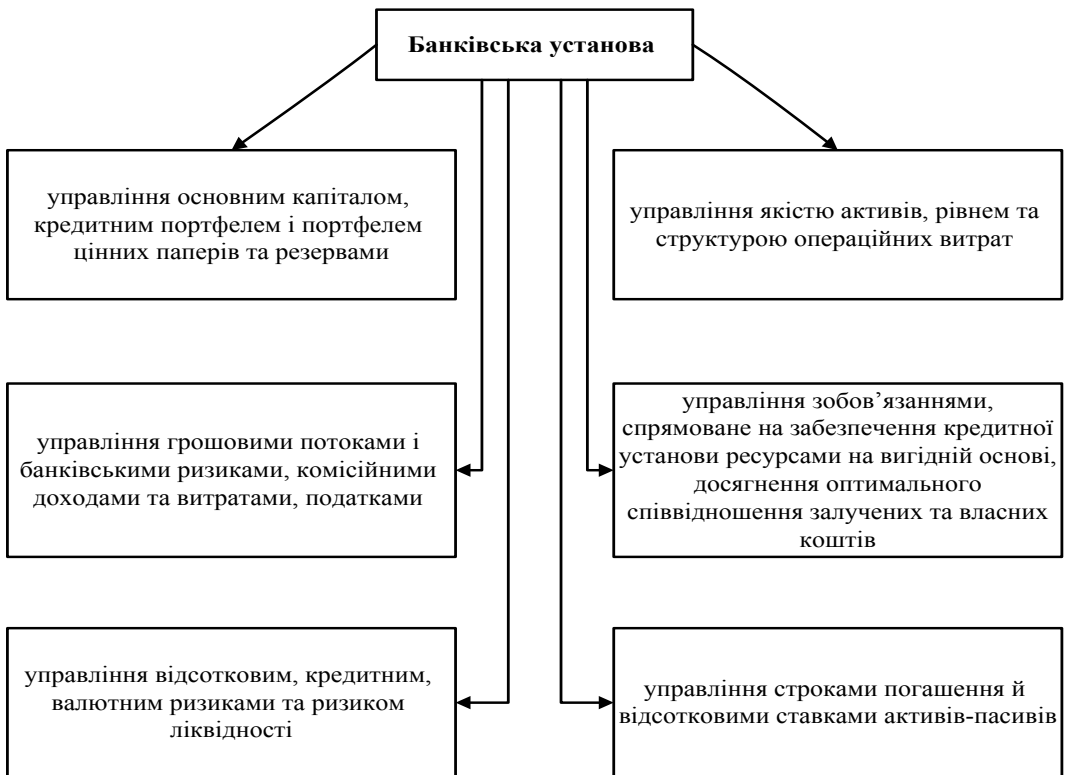 Банківська установа
управління основним капіталом,
кредитним портфелем і портфелем
цінних паперів та резервами
управління якістю активів, рівнем та
структурою операційних витрат
управління грошовими потоками і
банківськими ризиками, комісійними
доходами та витратами, податками
управління зобов’язаннями,
спрямоване на забезпечення кредитної
установи ресурсами на вигідній основі,
досягнення оптимального
співвідношення залучених та власних
коштів
управління відсотковим, кредитним,
валютним ризиками та ризиком
ліквідності
управління строками погашення й
відсотковими ставками активів-пасивів